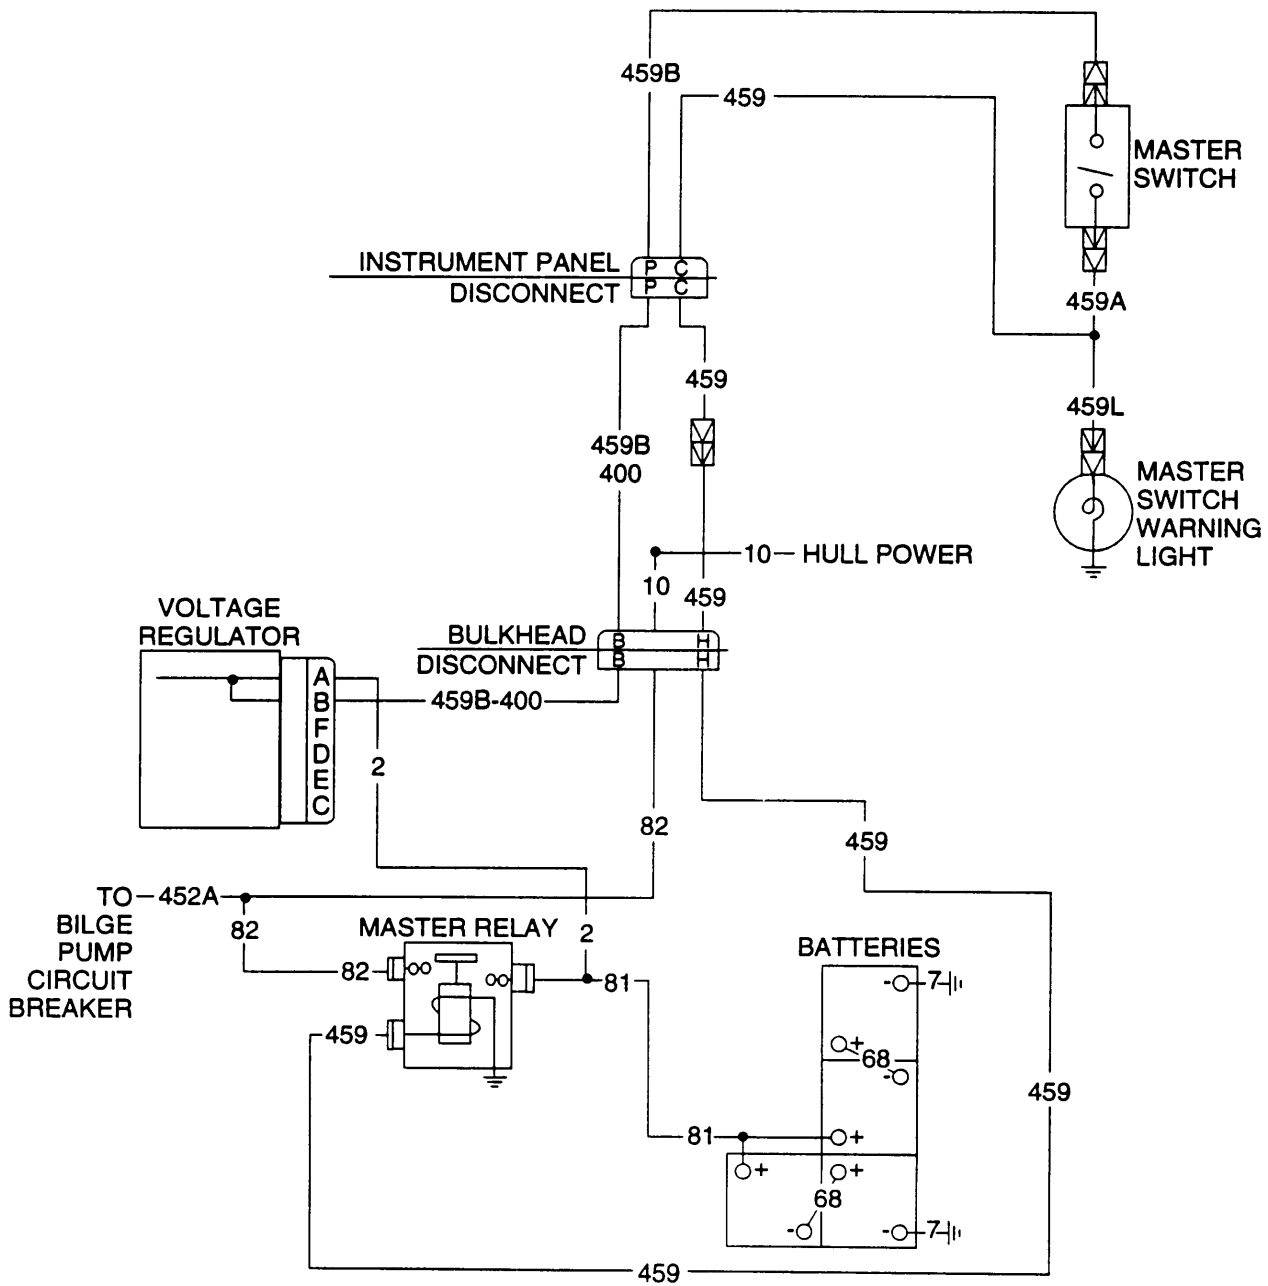 459B
459
MASTER
SWITCH
INSTRUMENT PANEL
DISCONNECT
P C
P C
459A
459
459L
459B
400
MASTER
SWITCH
WARNING
LIGHT
10
HULL POWER
10
459
VOLTAGE
REGULATOR
BULKHEAD
DISCONNECT
B H
B H
A
B
F
D
E
C
459B-400
2
82
459
TO
BILGE
PUMP
CIRCUIT
BREAKER
452A
82
MASTER RELAY
2
BATTERIES
82
81
- 7
459
+
68
-
459
81
+
+
+
68
-
- 7
459